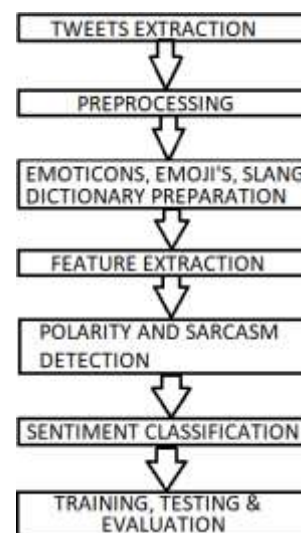 TWEETS EXTRACTION
PREPROCESSING
EMOTICONS, EMOJI'S, SLANG
DICTIONARY PREPARATION
FEATURE EXTRACTION
POLARITY AND SARCASM
DETECTION
SENTIMENT CLASSIFICATION
TRAINING, TESTING &
EVALUATION